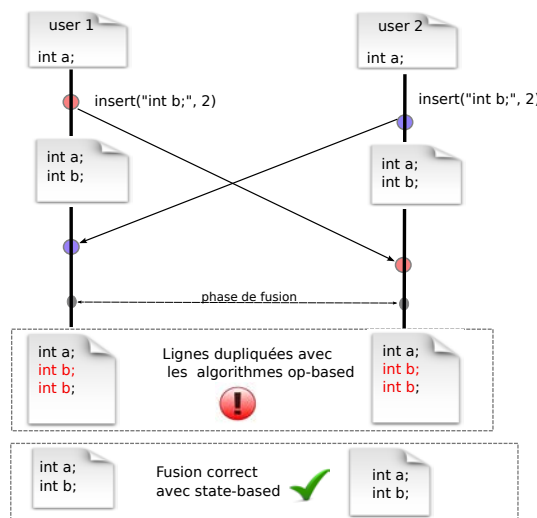 user 1
int a;
user 2
int a;
insert("int b;", 2)
insert("int b;", 2)
int a;
int b;
int a;
int b;
phase de fusion
int a;
int b;
int b;
Lignes dupliquées avec
les algorithmes op-based
int a;
int b;
int b;
int a;
int b;
Fusion correct
avec state-based
int a;
int b;